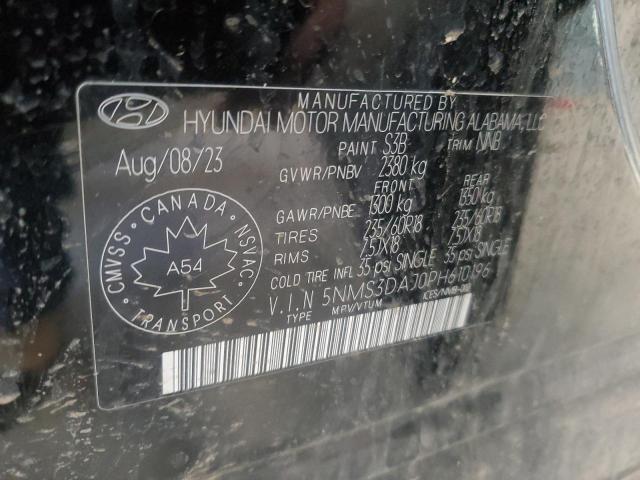 MANUFACTURED BY
HYUNDAI MOTOR MANUFACTURING ALABAMA, LLC
Aug/08/23
PAINT S3B TRIM NNB
GVWR/PNBV 2380 kg
FRONT REAR
GAWR/PNBE 1300 kg 1350 kg
TIRES 235/60R18 235/60R18
RIMS 7.5JX18 7.5JX18
COLD TIRE INFL 35 psi SINGLE 35 psi SINGLE
V.I.N 5NMS3DAJ0PH610196
TYPE M.P.V/VTUM
CMVSS · CANADA · NSVAC
A54
TRANSPORT